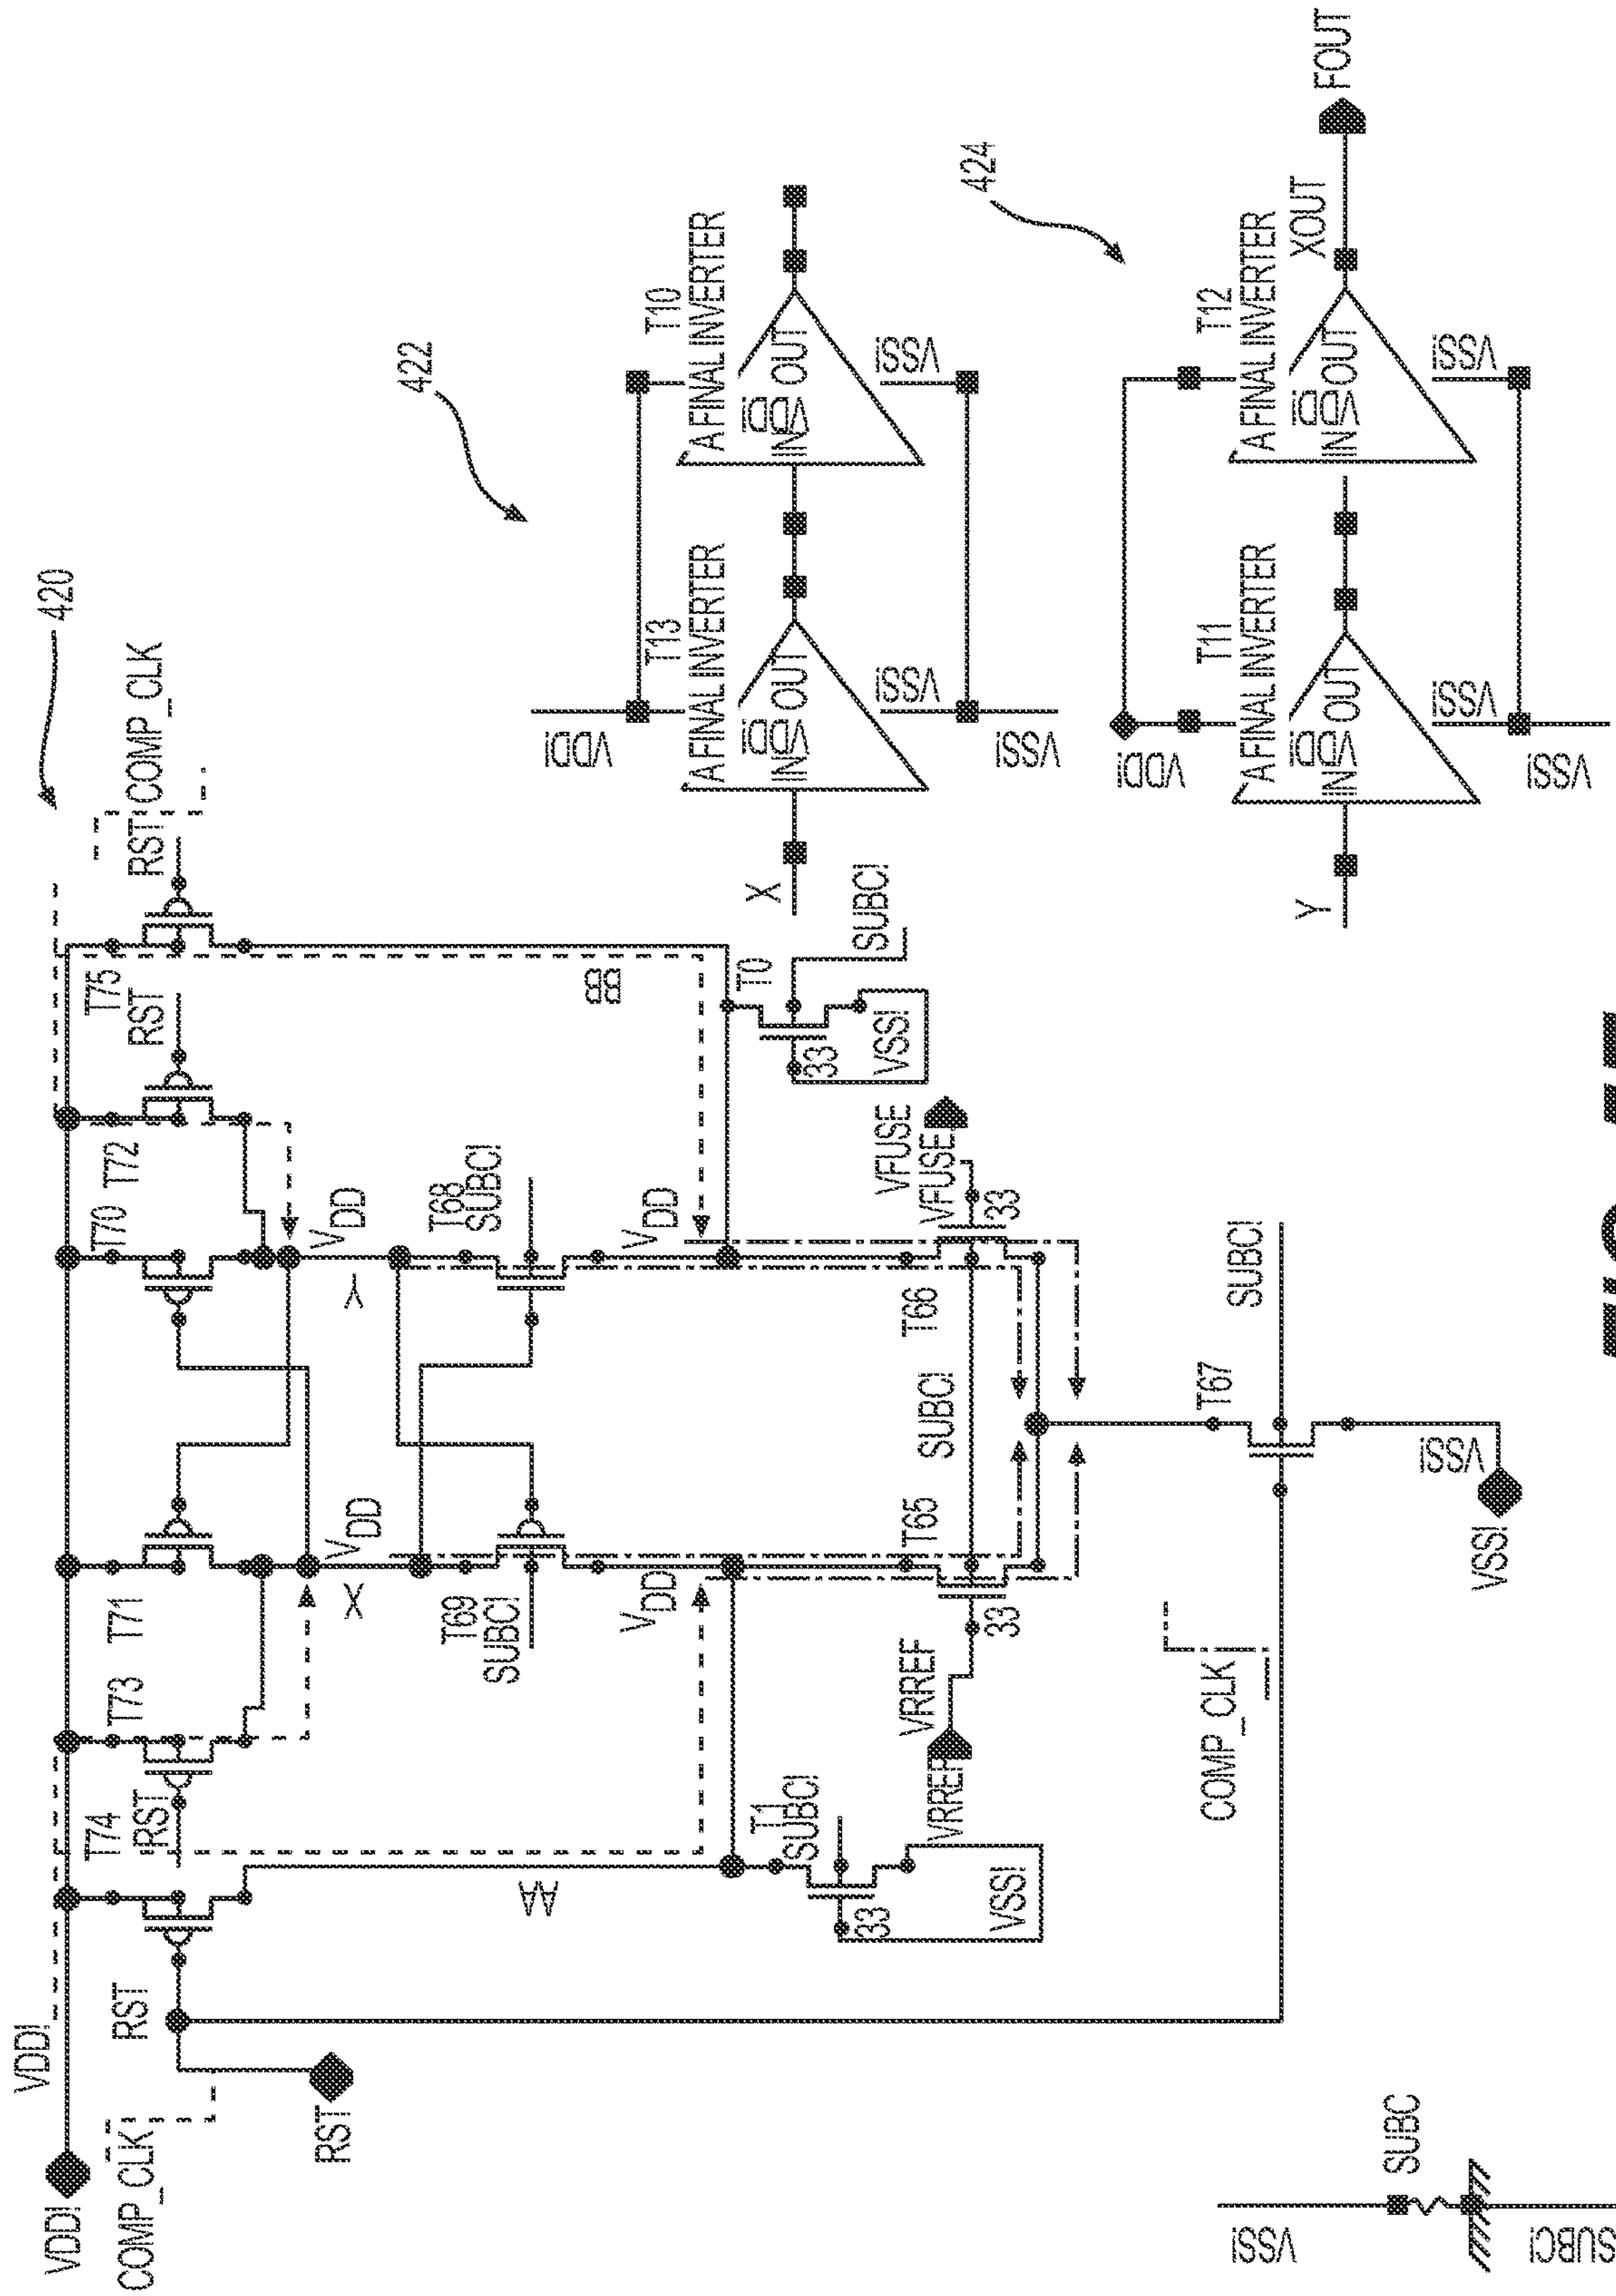 420
VDD!
VDD!
COMP_CLK
RST
RST
T74
RST
T73
T71
T70
T72
RST
T75
RST
COMP_CLK
X
VDD
Y
VDD
T69
SUBC!
T68
SUBC!
AA
VDD
VDD
BB
T1
SUBC!
33
VSS!
T0
SUBC!
33
VSS!
VRREF
VRREF
33
T65
SUBC!
T66
33
VFUSE
VFUSE
COMP_CLK
T67
SUBC!
VSS!
VSS!
VSS!
SUBC
SUBC!
422
VDD!
T13
A FINAL INVERTER
VDD!
IN OUT
VSS!
X
VSS!
T10
A FINAL INVERTER
VDD!
IN OUT
VSS!
424
VDD!
T11
A FINAL INVERTER
VDD!
IN OUT
VSS!
Y
VSS!
T12
A FINAL INVERTER
VDD!
IN OUT
VSS!
XOUT
FOUT